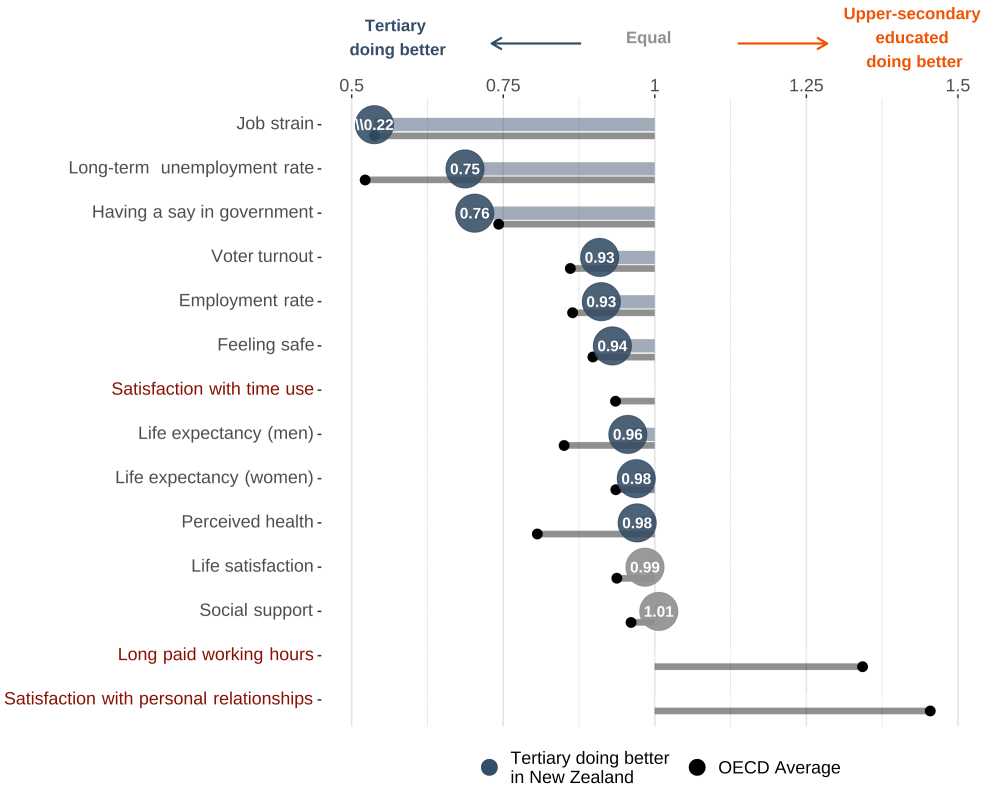 Tertiary
doing better
Equal
Upper-secondary
educated
doing better
0.5 0.75 1 1.25 1.5
Job strain
\\0.22
Long-term unemployment rate
0.75
Having a say in government
0.76
Voter turnout
0.93
Employment rate
0.93
Feeling safe
0.94
Satisfaction with time use
Life expectancy (men)
0.96
Life expectancy (women)
0.98
Perceived health
0.98
Life satisfaction
0.99
Social support
1.01
Long paid working hours
Satisfaction with personal relationships
Tertiary doing better
in New Zealand
OECD Average